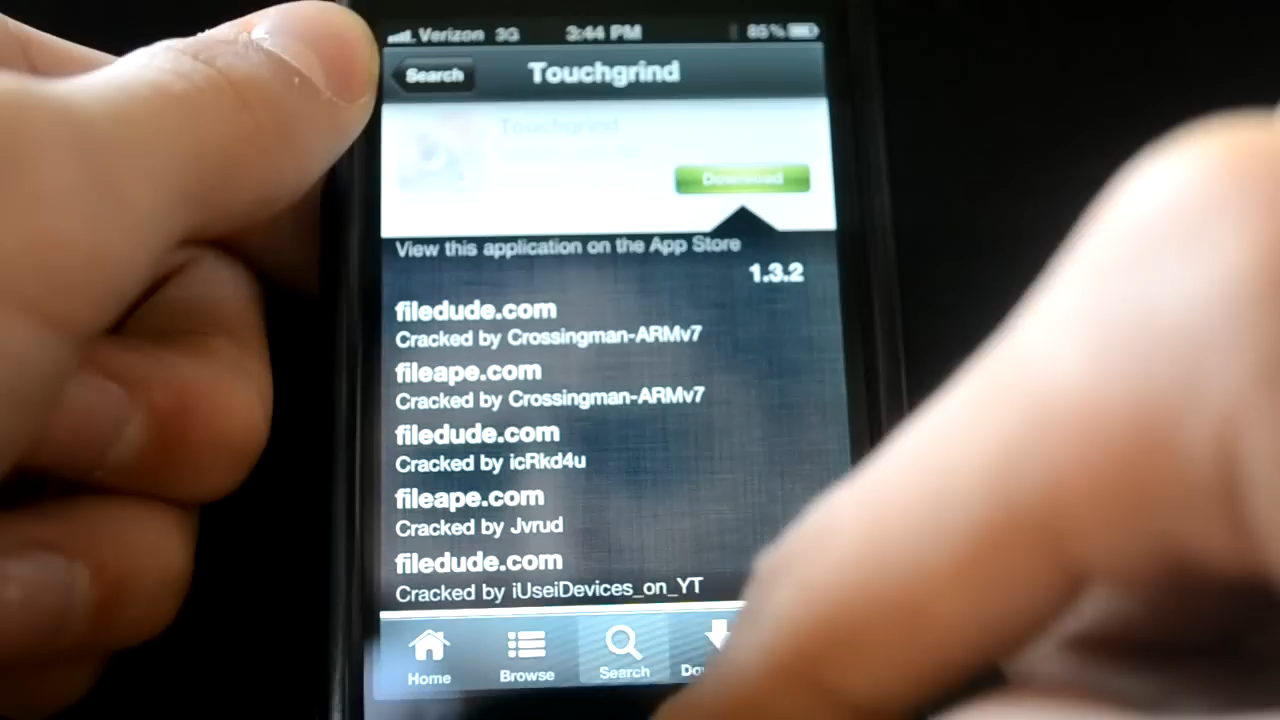 Verizon 3G 3:44 PM 85%
Search Touchgrind
Touchgrind
Download
View this application on the App Store
1.3.2
filedude.com
Cracked by Crossingman-ARMv7
fileape.com
Cracked by Crossingman-ARMv7
filedude.com
Cracked by icRkd4u
fileape.com
Cracked by Jvrud
filedude.com
Cracked by iUseiDevices_on_YT
Home Browse Search